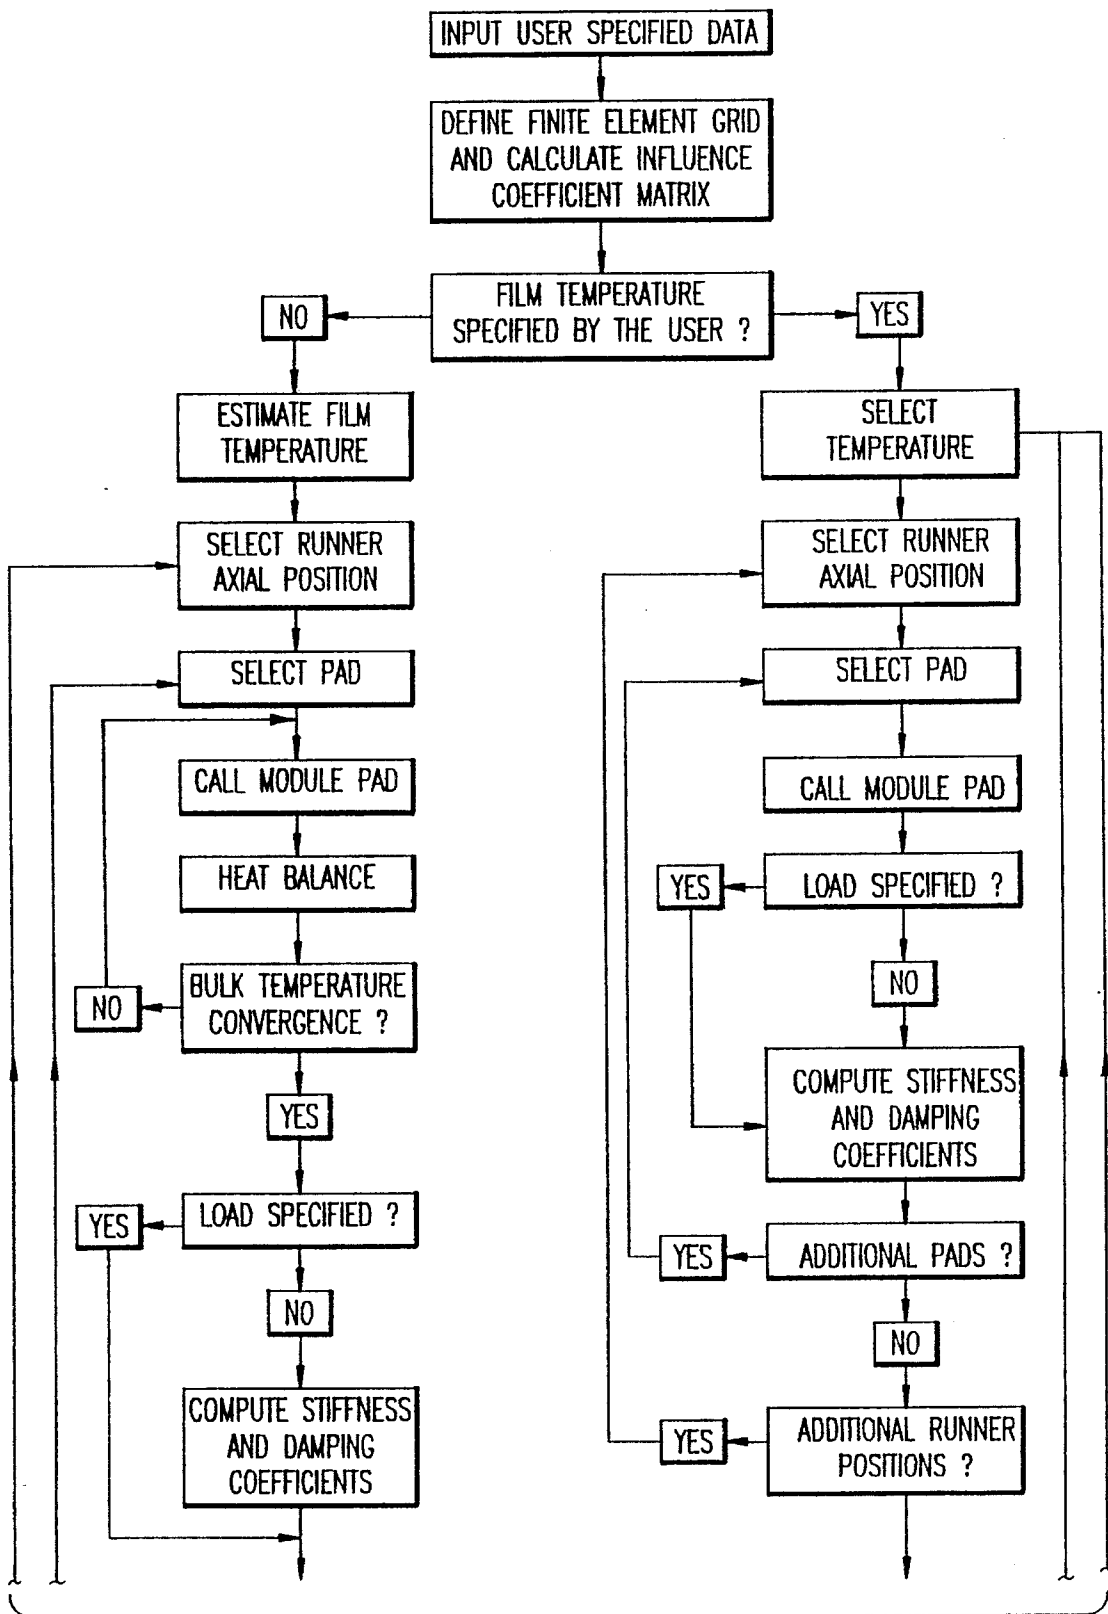 INPUT USER SPECIFIED DATA
DEFINE FINITE ELEMENT GRID
AND CALCULATE INFLUENCE
COEFFICIENT MATRIX
FILM TEMPERATURE
SPECIFIED BY THE USER ?
NO
YES
ESTIMATE FILM
TEMPERATURE
SELECT RUNNER
AXIAL POSITION
SELECT PAD
CALL MODULE PAD
HEAT BALANCE
BULK TEMPERATURE
CONVERGENCE ?
NO
YES
LOAD SPECIFIED ?
YES
NO
COMPUTE STIFFNESS
AND DAMPING
COEFFICIENTS
SELECT
TEMPERATURE
SELECT RUNNER
AXIAL POSITION
SELECT PAD
CALL MODULE PAD
LOAD SPECIFIED ?
YES
NO
COMPUTE STIFFNESS
AND DAMPING
COEFFICIENTS
ADDITIONAL PADS ?
YES
NO
ADDITIONAL RUNNER
POSITIONS ?
YES